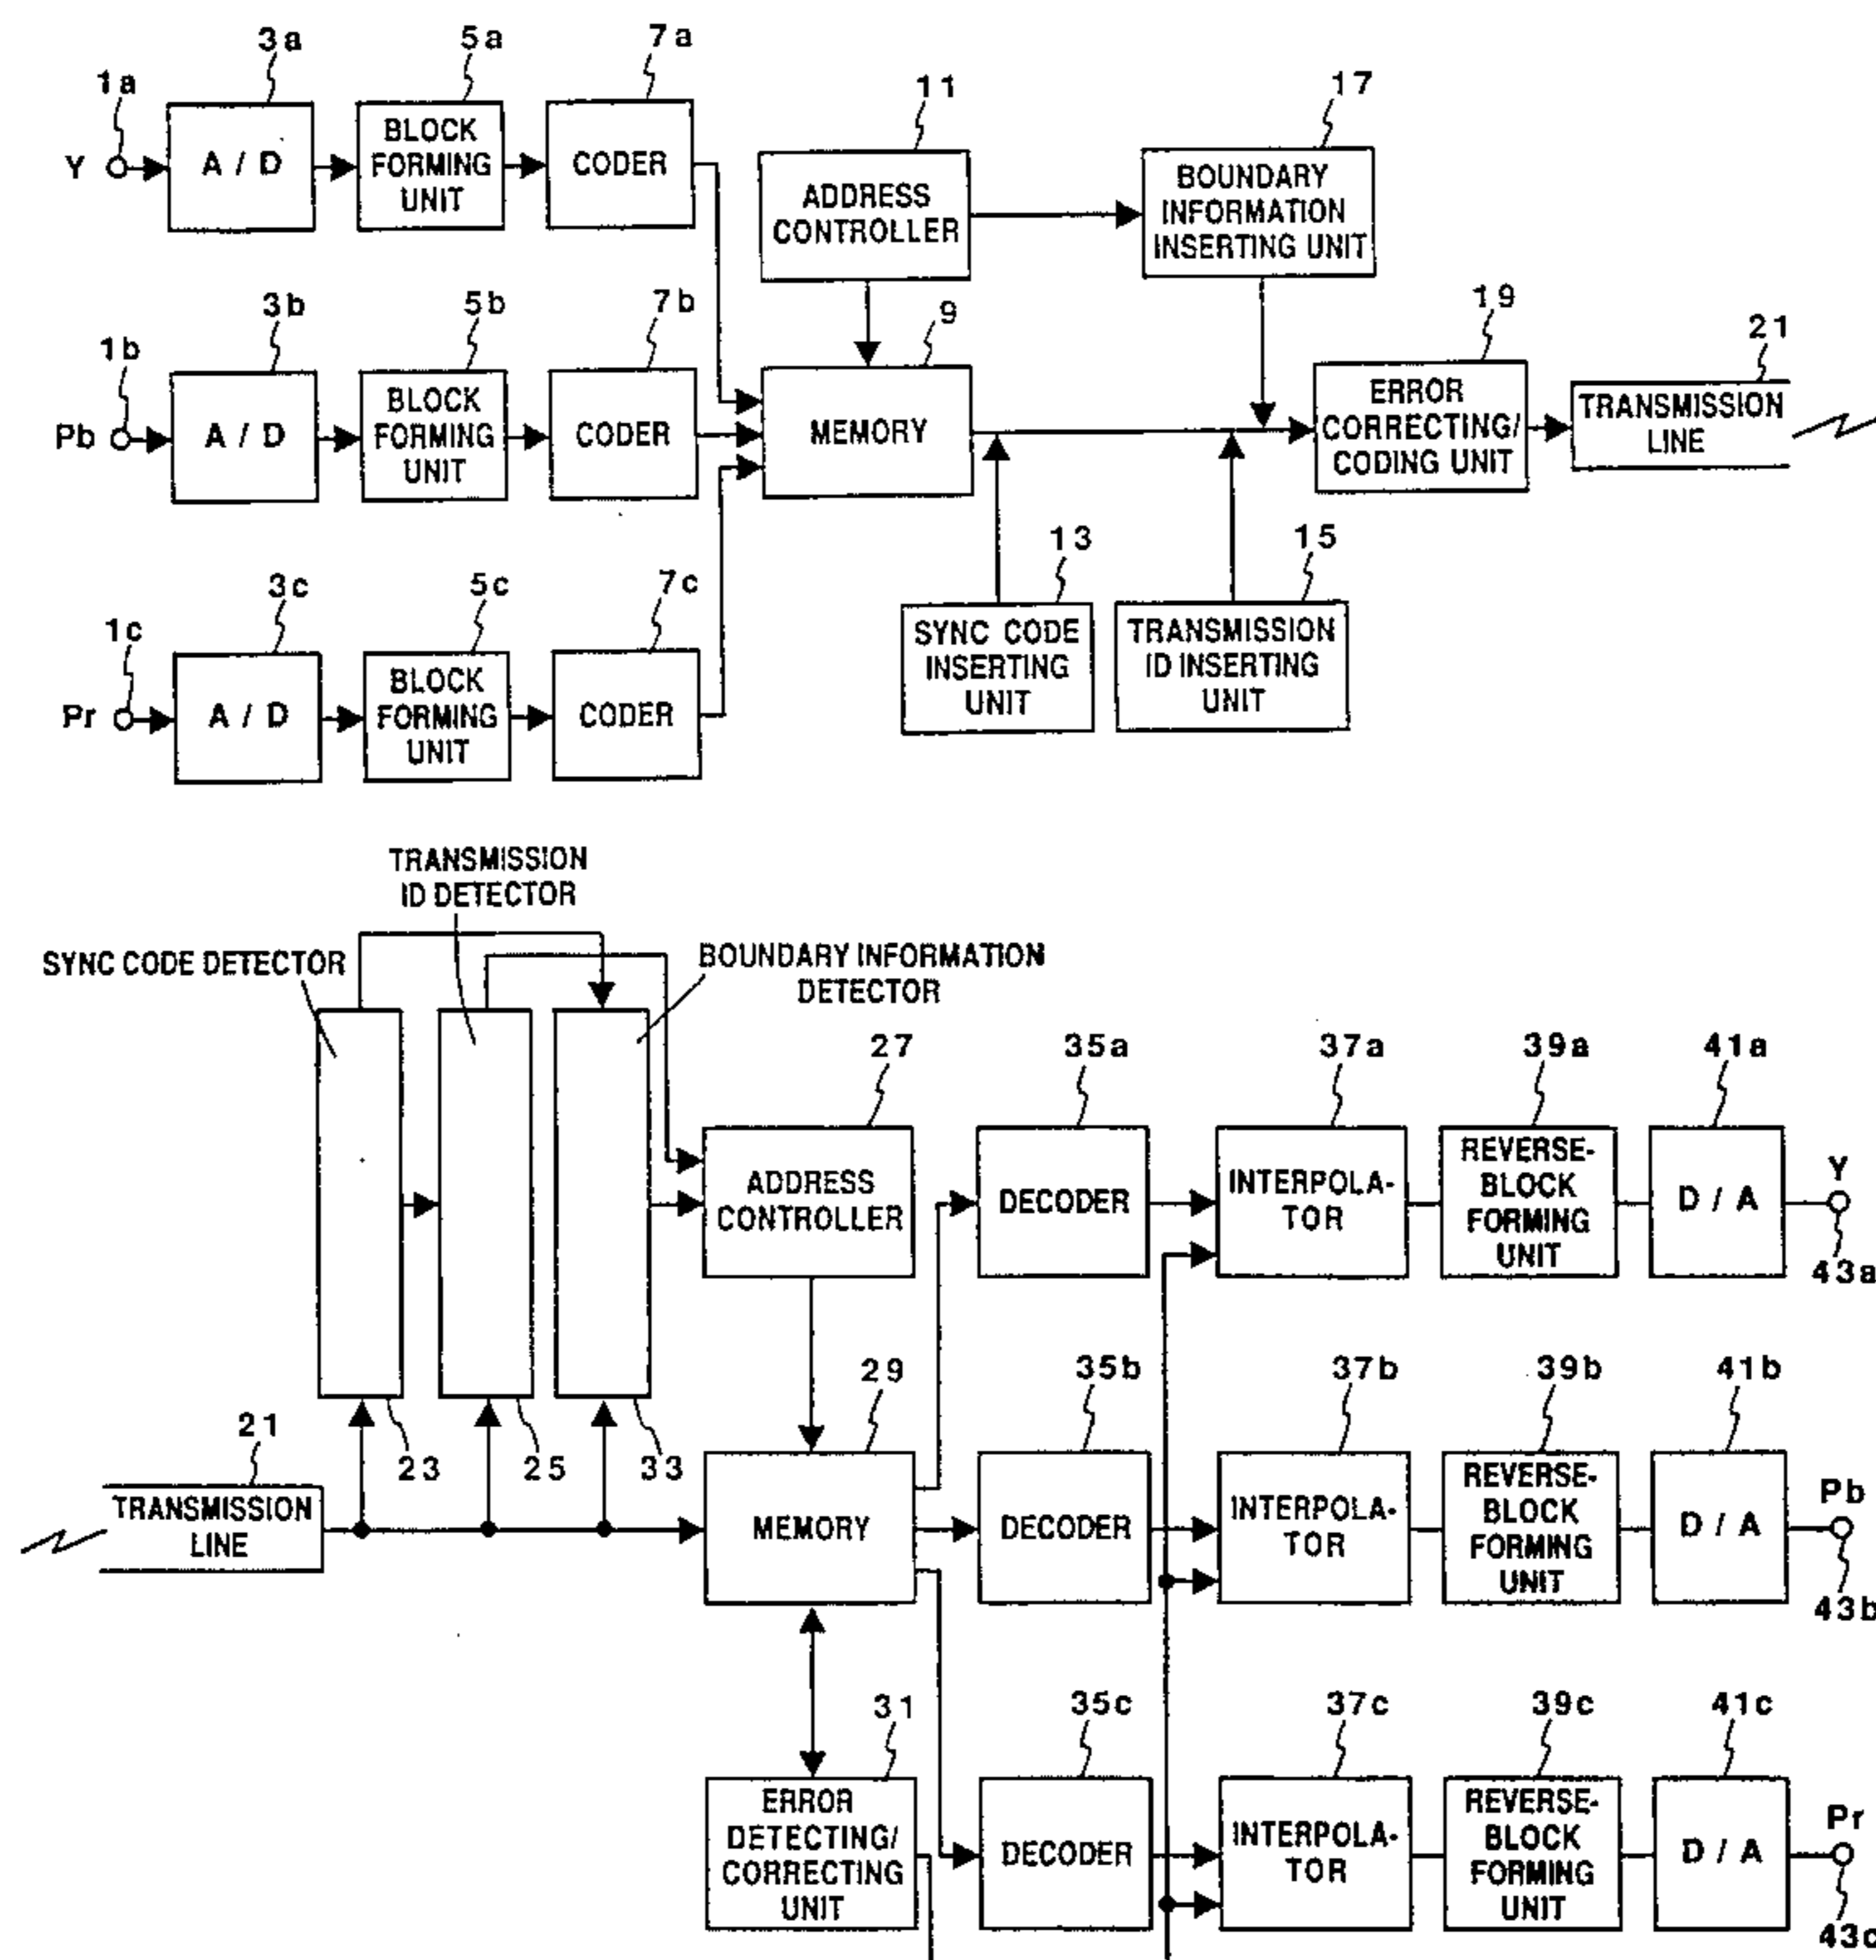 3a
5a
7a
1a
11
17
Y
A / D
BLOCK
FORMING
UNIT
CODER
ADDRESS
CONTROLLER
BOUNDARY
INFORMATION
INSERTING UNIT
3b
5b
7b
9
19
1b
21
Pb
A / D
BLOCK
FORMING
UNIT
CODER
MEMORY
ERROR
CORRECTING/
CODING UNIT
TRANSMISSION
LINE
13
15
3c
5c
7c
1c
SYNC CODE
INSERTING
UNIT
TRANSMISSION
ID INSERTING
UNIT
Pr
A / D
BLOCK
FORMING
UNIT
CODER
TRANSMISSION
ID DETECTOR
SYNC CODE DETECTOR
BOUNDARY INFORMATION
DETECTOR
27
35a
37a
39a
41a
ADDRESS
CONTROLLER
DECODER
INTERPOLA-
TOR
REVERSE-
BLOCK
FORMING
UNIT
D / A
Y
43a
29
35b
37b
39b
41b
21
23
25
33
TRANSMISSION
LINE
MEMORY
DECODER
INTERPOLA-
TOR
REVERSE-
BLOCK
FORMING
UNIT
D / A
Pb
43b
31
35c
37c
39c
41c
ERROR
DETECTING/
CORRECTING
UNIT
DECODER
INTERPOLA-
TOR
REVERSE-
BLOCK
FORMING
UNIT
D / A
Pr
43c